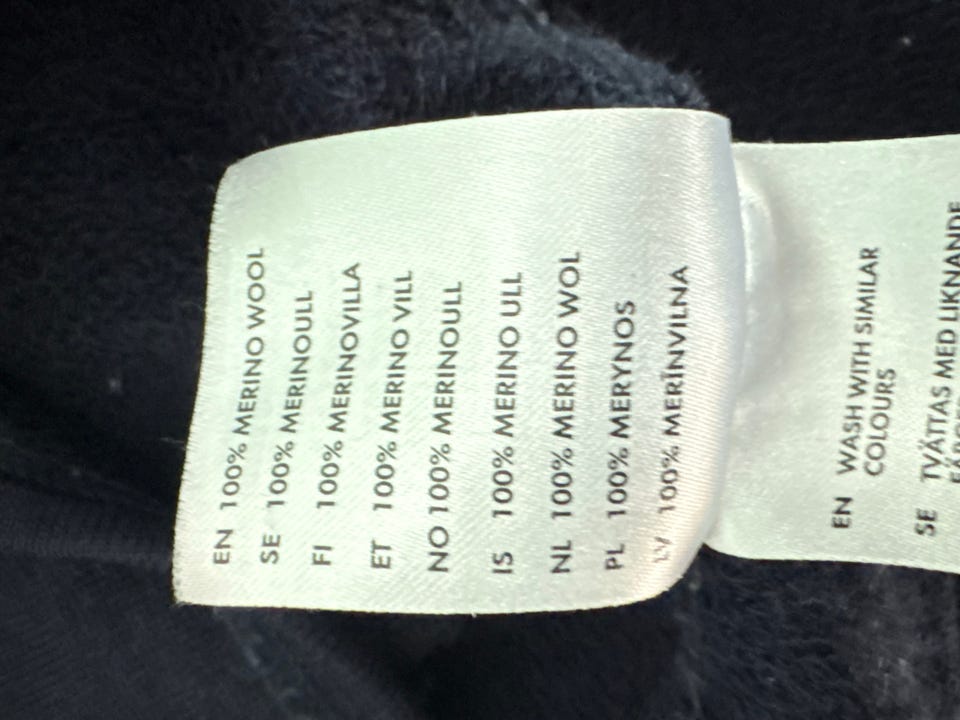 EN 100% MERINO WOOL
SE 100% MERINOULL
FI 100% MERINOVILLA
ET 100% MERINO VILL
NO 100% MERINOULL
IS 100% MERINO ULL
NL 100% MERINO WOL
PL 100% MERYNOS
LV 100% MERĪNVILNA
EN WASH WITH SIMILAR
COLOURS
SE TVÄTTAS MED LIKNANDE